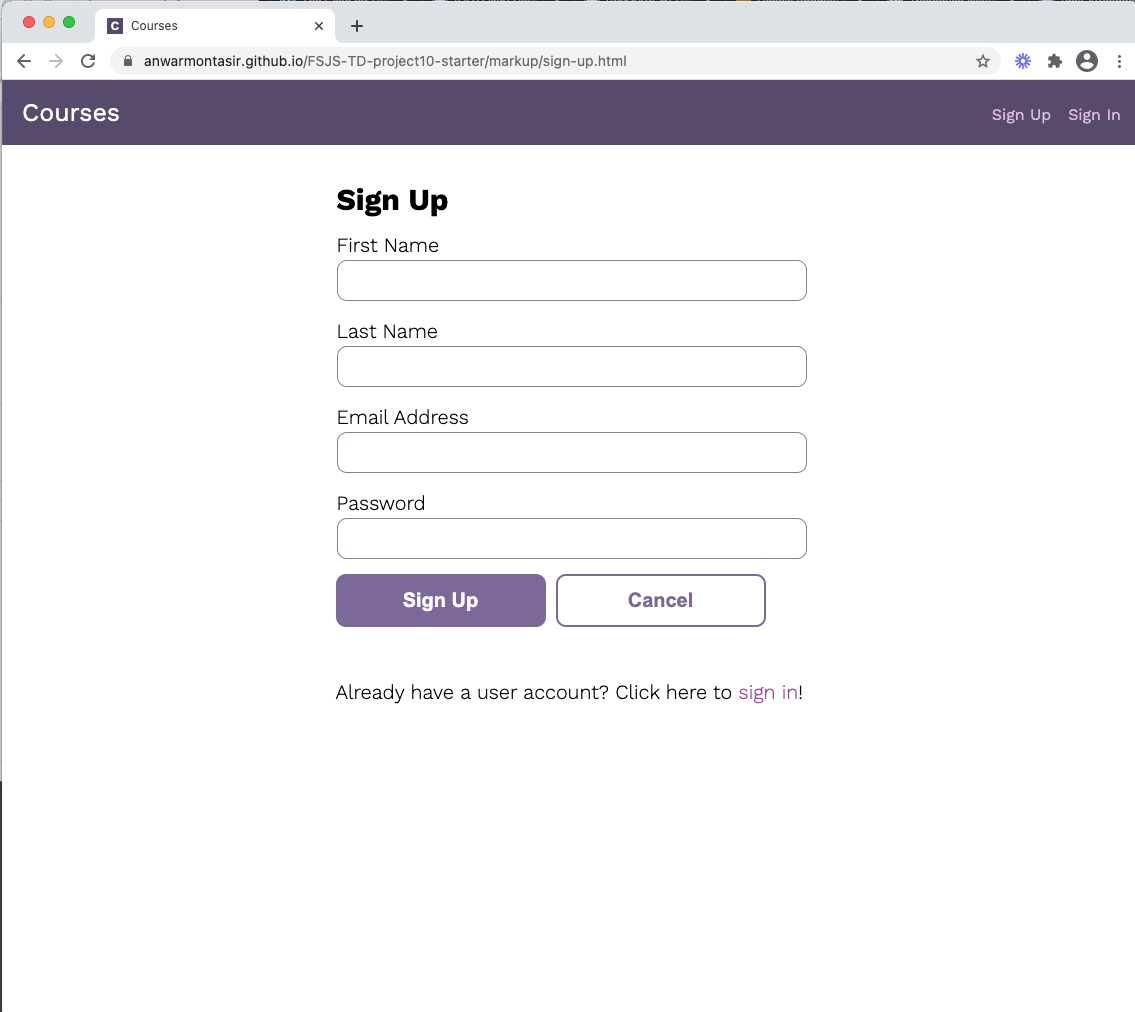 C Courses
anwarmontasir.github.io/FSJS-TD-project10-starter/markup/sign-up.html
Courses Sign Up Sign In
Sign Up
First Name
Last Name
Email Address
Password
Sign Up Cancel
Already have a user account? Click here to sign in!